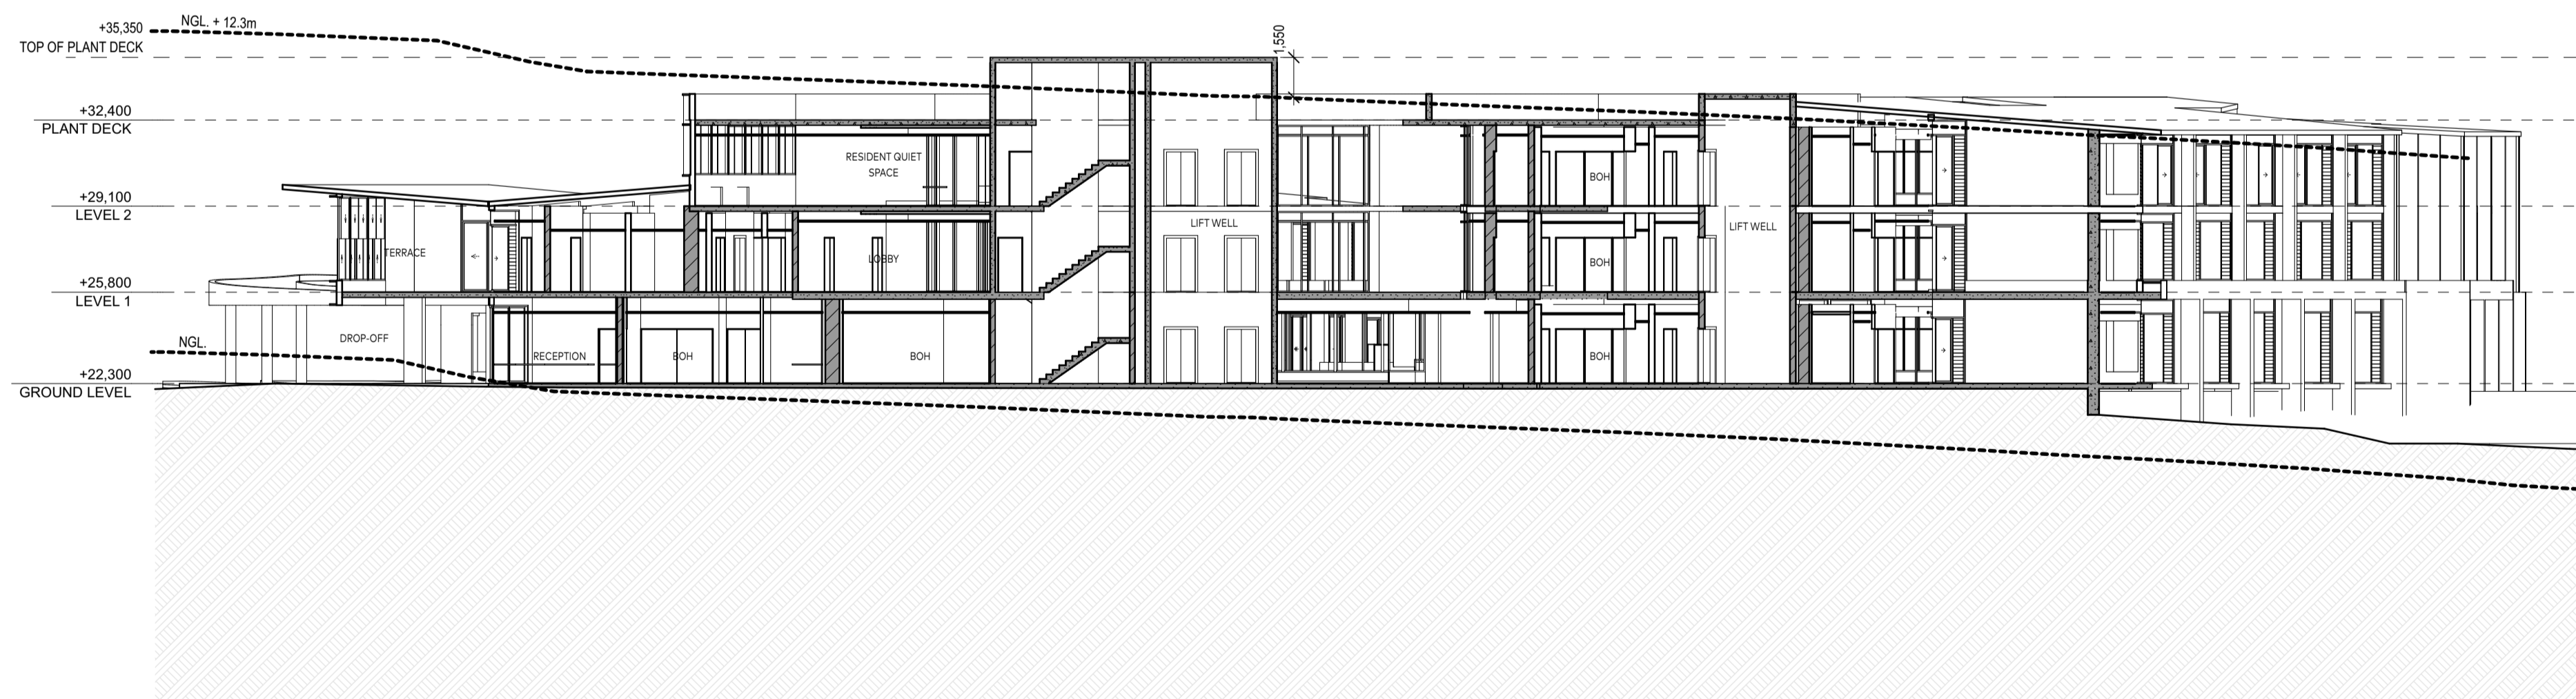 NGL. + 12.3m
+35,350
TOP OF PLANT DECK
1,550
+32,400
PLANT DECK
RESIDENT QUIET
SPACE
BOH
+29,100
LEVEL 2
LIFT WELL
LIFT WELL
TERRACE
LOBBY
BOH
+25,800
LEVEL 1
DROP-OFF
NGL.
RECEPTION
BOH
BOH
BOH
+22,300
GROUND LEVEL